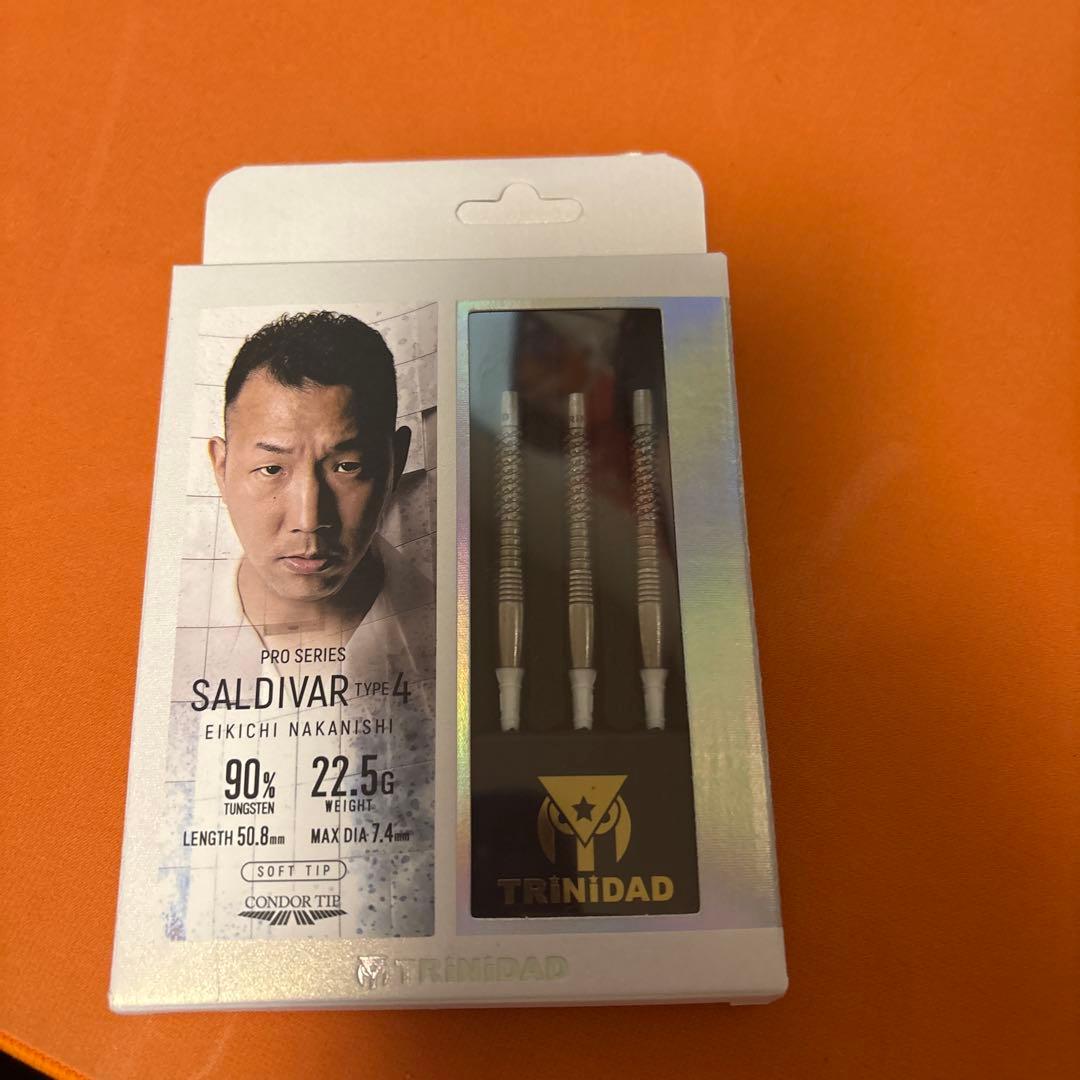 PRO SERIES
SALDIVAR TYPE 4
EIKICHI NAKANISHI
90% TUNGSTEN
22.5G WEIGHT
LENGTH 50.8mm MAX DIA 7.4mm
SOFT TIP
CONDOR TIP
TRiNiDAD
TRiNiDAD